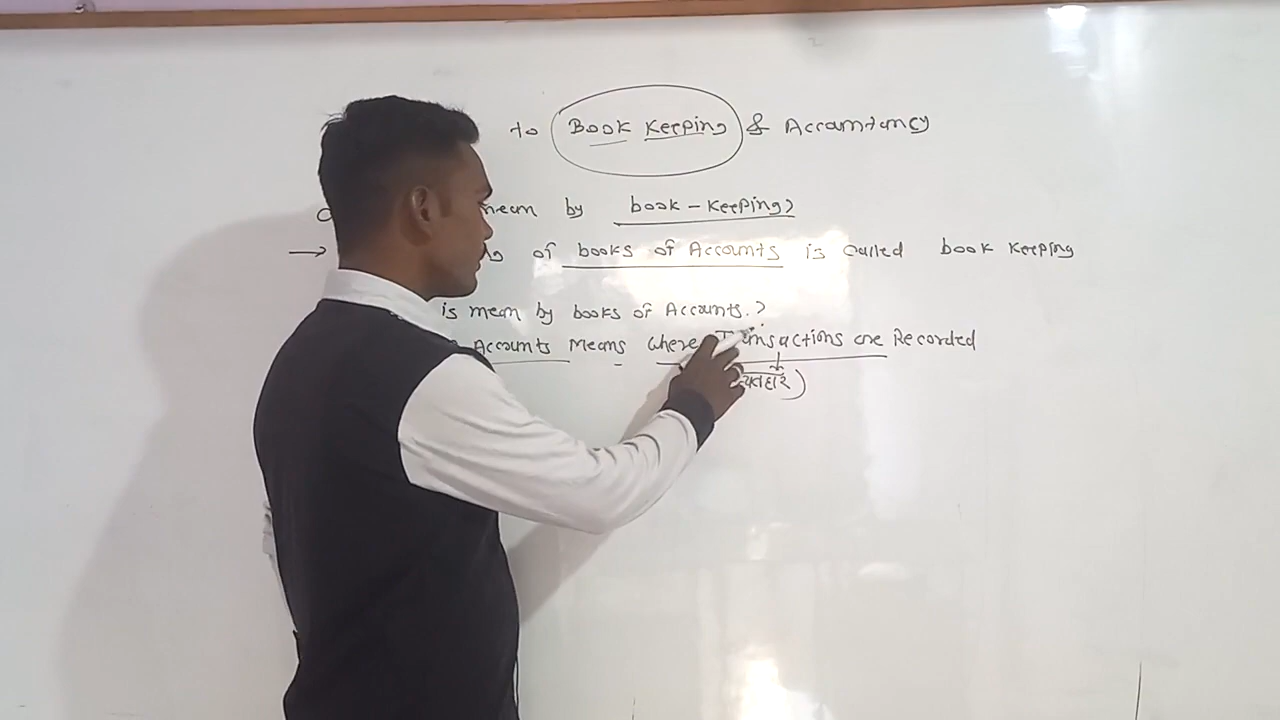 to Book Keeping & Accountancy
mean by book - Keeping?
→ of books of Accounts is called book Keeping
is mean by books of Accounts.?
Accounts Means where Transactions are Recorded